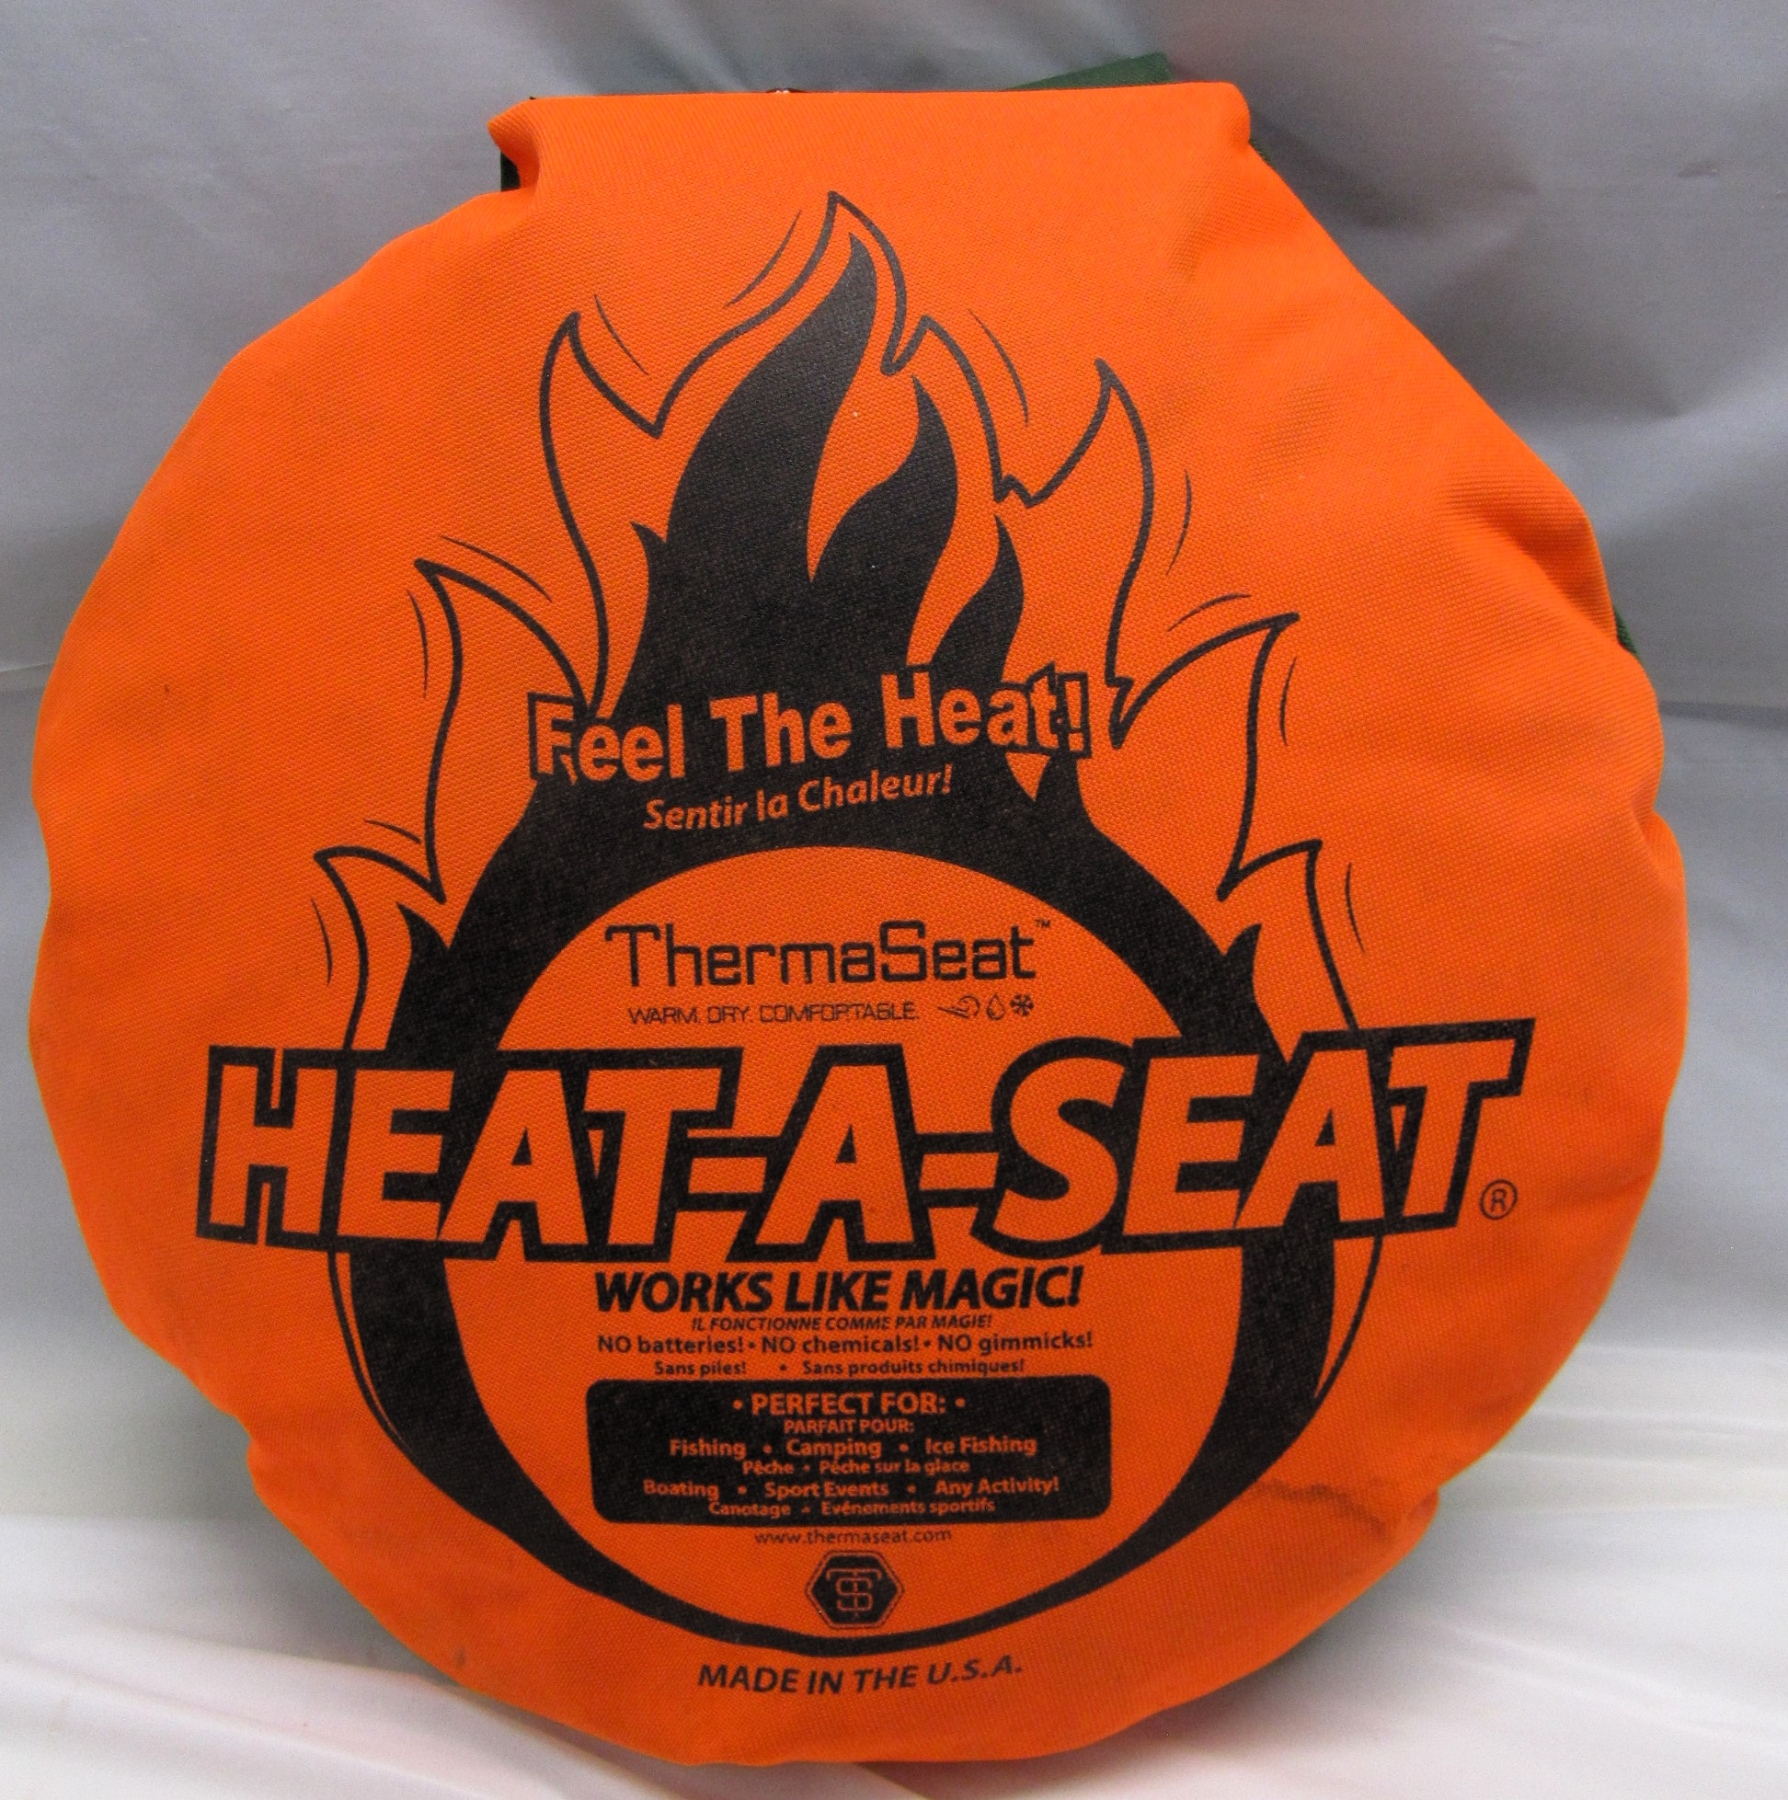 Feel The Heat!
Sentir la Chaleur!
ThermaSeat™
WARM. DRY. COMFORTABLE.
HEAT-A-SEAT®
WORKS LIKE MAGIC!
IL FONCTIONNE COMME PAR MAGIE!
NO batteries! • NO chemicals! • NO gimmicks!
Sans piles! • Sans produits chimiques!
• PERFECT FOR: •
PARFAIT POUR:
Fishing • Camping • Ice Fishing
Pêche • Pêche sur la glace
Boating • Sport Events • Any Activity!
Canotage • Evénements sportifs
www.thermaseat.com
TS
MADE IN THE U.S.A.